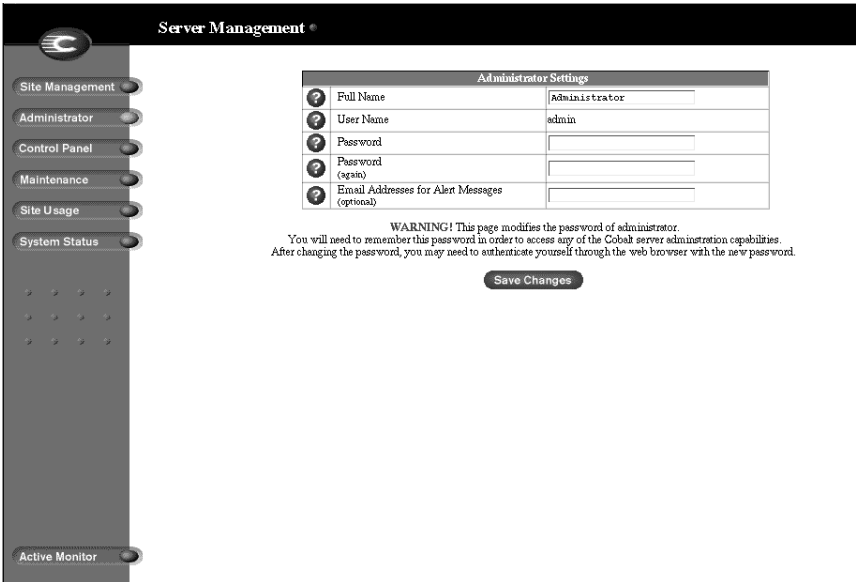 Server Management
Site Management
Administrator
Control Panel
Maintenance
Site Usage
System Status
Active Monitor
Administrator Settings
? Full Name Administrator
? User Name admin
? Password
? Password
(again)
? Email Addresses for Alert Messages
(optional)
WARNING! This page modifies the password of administrator.
You will need to remember this password in order to access any of the Cobalt server adminstration capabilities.
After changing the password, you may need to authenticate yourself through the web browser with the new password.
Save Changes